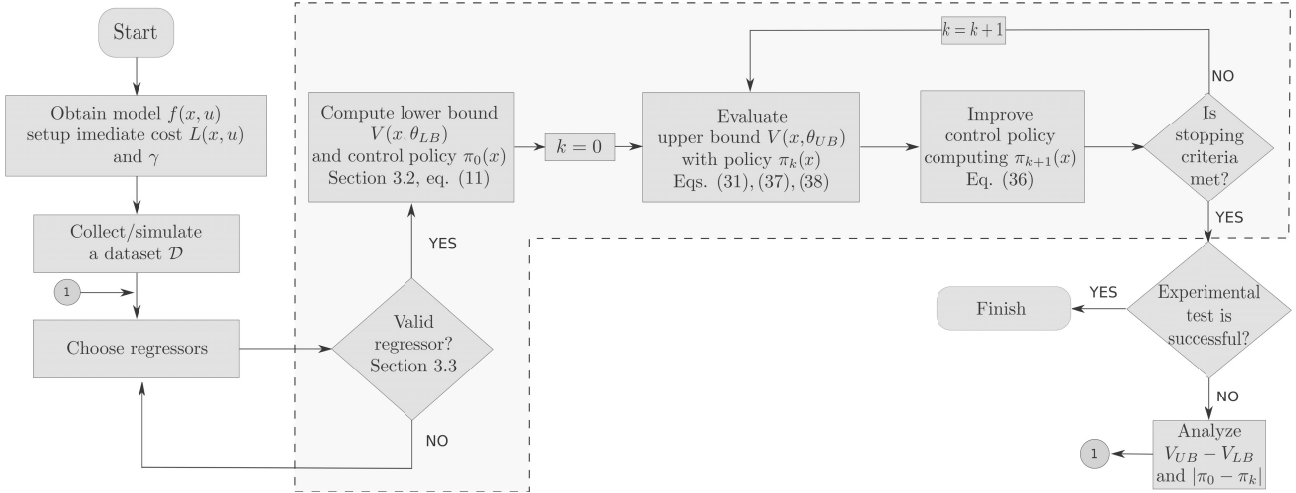 Start
Obtain model f(x, u)
setup imediate cost L(x, u)
and γ
Collect/simulate
a dataset D
1
Choose regressors
Valid
regressor?
Section 3.3
YES
NO
Compute lower bound
V(x θ_LB)
and control policy π_0(x)
Section 3.2, eq. (11)
k = 0
Evaluate
upper bound V(x,θ_UB)
with policy π_k(x)
Eqs. (31), (37), (38)
Improve
control policy
computing π_{k+1}(x)
Eq. (36)
k = k + 1
NO
Is
stopping
criteria
met?
YES
Experimental
test is
successful?
YES
Finish
NO
Analyze
V_UB − V_LB
and |π_0 − π_k|
1